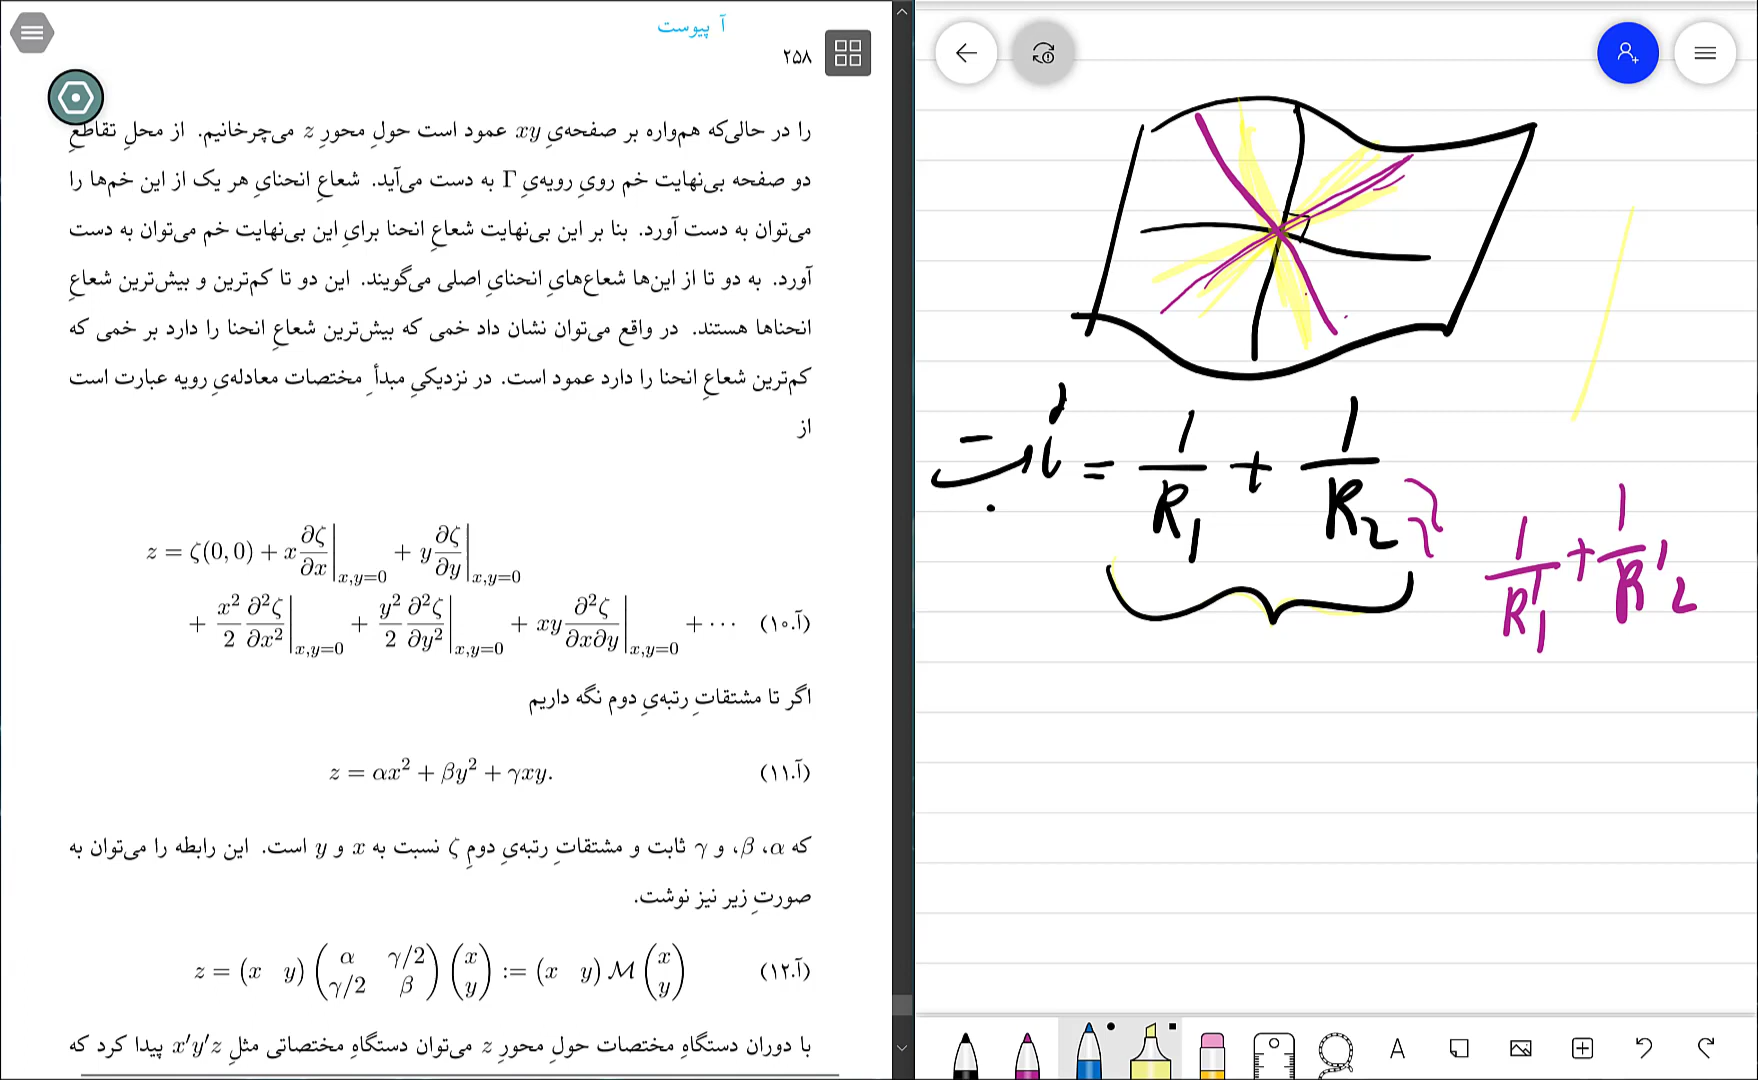 آ پیوست
۲۵۸
را در حالی‌که هم‌واره بر صفحه‌یِ xy عمود است حولِ محورِ z می‌چرخانیم. از محلِ تقاطعِ
دو صفحه بی‌نهایت خم رویِ رویه‌یِ Γ به دست می‌آید. شعاعِ انحنایِ هر یک از این خم‌ها را
می‌توان به دست آورد. بنا بر این بی‌نهایت شعاعِ انحنا برایِ این بی‌نهایت خم می‌توان به دست
آورد. به دو تا از این‌ها شعاع‌هایِ انحنایِ اصلی می‌گویند. این دو تا کم‌ترین و بیش‌ترین شعاعِ
انحناها هستند. در واقع می‌توان نشان داد خمی که بیش‌ترین شعاعِ انحنا را دارد بر خمی که
کم‌ترین شعاعِ انحنا را دارد عمود است. در نزدیکیِ مبدأِ مختصات معادله‌یِ رویه عبارت است
از
z = ζ(0, 0) + x ∂ζ/∂x |x,y=0 + y ∂ζ/∂y |x,y=0
+ x²/2 ∂²ζ/∂x² |x,y=0 + y²/2 ∂²ζ/∂y² |x,y=0 + xy ∂²ζ/∂x∂y |x,y=0 + ⋯ (آ.۱۰)
اگر تا مشتقاتِ رتبه‌یِ دوم نگه داریم
z = αx² + βy² + γxy. (آ.۱۱)
که α، β، و γ ثابت و مشتقاتِ رتبه‌یِ دومِ ζ نسبت به x و y است. این رابطه را می‌توان به
صورتِ زیر نیز نوشت.
z = (x y) (α γ/2 ; γ/2 β) (x ; y) := (x y) M (x ; y) (آ.۱۲)
با دورانِ دستگاهِ مختصات حولِ محورِ z می‌توان دستگاهِ مختصاتی مثلِ x′y′z پیدا کرد که
= 1/R₁ + 1/R₂
1/R′₁ + 1/R′₂
A